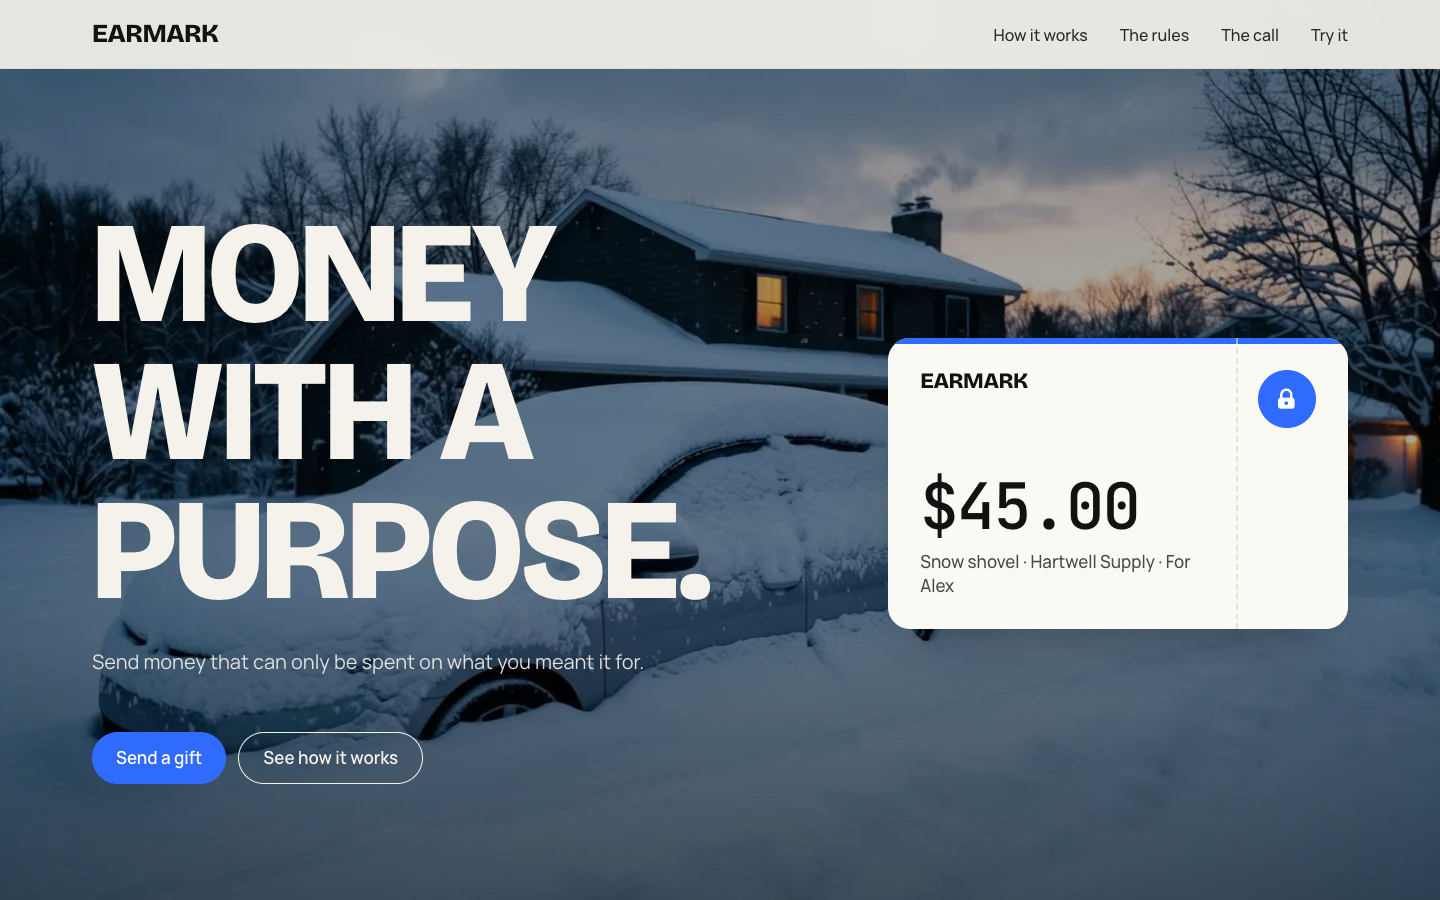 EARMARK
How it works
The rules
The call
Try it
MONEY
WITH A
PURPOSE.
Send money that can only be spent on what you meant it for.
Send a gift
See how it works
EARMARK
$45.00
Snow shovel · Hartwell Supply · For
Alex